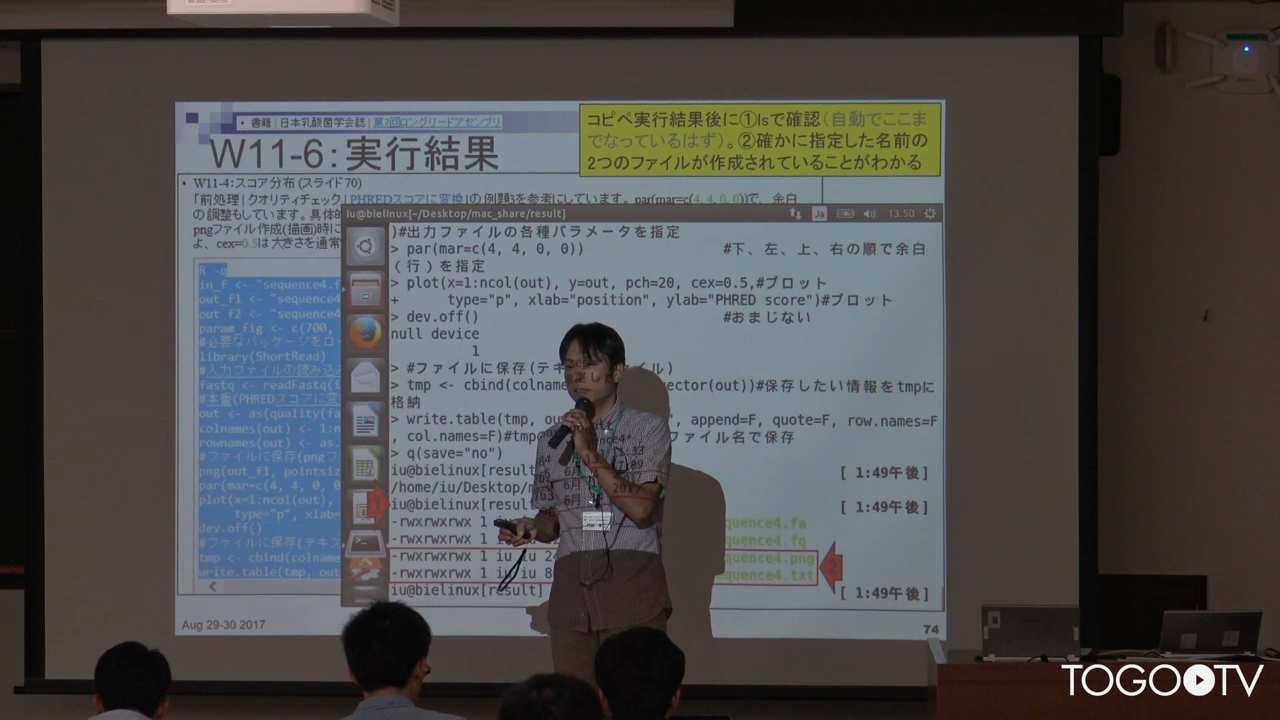 • 書籍 | 日本乳酸菌学会誌 | 第7回ロングリードアセンブリ
W11-6：実行結果
コピペ実行結果後に①lsで確認（自動でここま
でなっているはず）。②確かに指定した名前の
2つのファイルが作成されていることがわかる
• W11-4：スコア分布 (スライド70)
「前処理 | クオリティチェック | PHREDスコアに変換」の例題3を参考にしています。par(mar=c(4, 4, 0, 0))で、余白
の調整もしています。具体的
pngファイル作成(描画)時に
よ、cex=0.5は大きさを通常
R -q
in_f <- "sequence4.f
out_f1 <- "sequence4
out_f2 <- "sequence4
param_fig <- c(700,
#必要なパッケージをロー
library(ShortRead)
#入力ファイルの読み込み
fastq <- readFastq(i
#本番(PHREDスコアに変
out <- as(quality(fa
colnames(out) <- 1:n
rownames(out) <- as.
#ファイルに保存(pngフ
png(out_f1, pointsiz
par(mar=c(4, 4, 0, 0
plot(x=1:ncol(out),
type="p", xlab=
dev.off()
#ファイルに保存(テキス
tmp <- cbind(colname
write.table(tmp, out
iu@bielinux[~/Desktop/mac_share/result]
Ja
13:50
)#出力ファイルの各種パラメータを指定
> par(mar=c(4, 4, 0, 0)) #下、左、上、右の順で余白
(行)を指定
> plot(x=1:ncol(out), y=out, pch=20, cex=0.5,#プロット
+ type="p", xlab="position", ylab="PHRED score")#プロット
> dev.off() #おまじない
null device
1
> #ファイルに保存(テキ イル)
> tmp <- cbind(colname vector(out))#保存したい情報をtmpに
格納
> write.table(tmp, ou ", append=F, quote=F, row.names=F
, col.names=F)#tmp ファイル名で保存
> q(save="no")
iu@bielinux[result [ 1:49午後]
/home/iu/Desktop/m 2017
iu@bielinux[resul [ 1:49午後]
-rwxrwxrwx 1 quence4.fa
-rwxrwxrwx 1 iu quence4.fq
-rwxrwxrwx 1 iu iu 24 quence4.png
-rwxrwxrwx 1 iu iu 8 quence4.txt
iu@bielinux[result] [ 1:49午後]
Aug 29-30 2017
74
TOGOTV